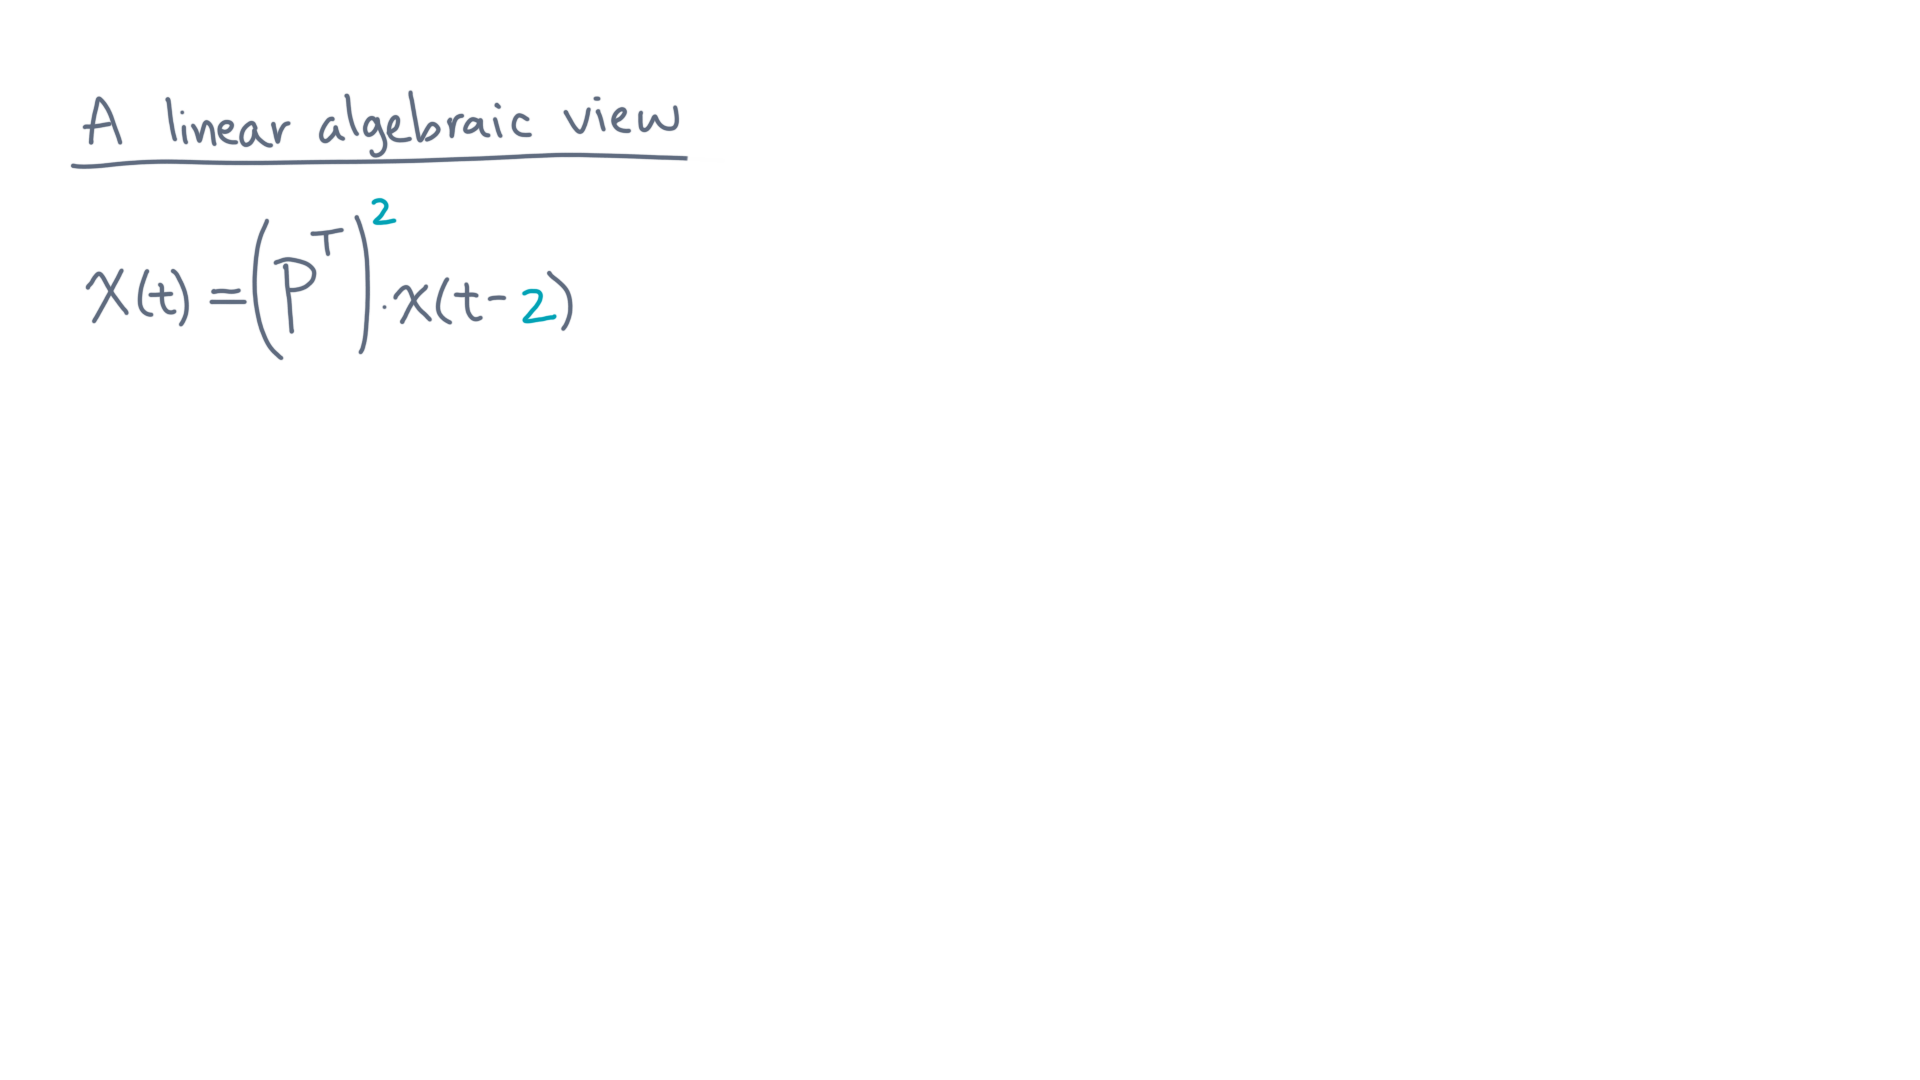 A linear algebraic view
X(t) = (P^T)^2 · x(t-2)